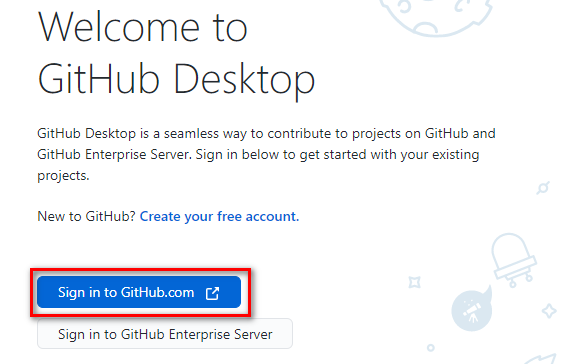 Welcome to
GitHub Desktop
GitHub Desktop is a seamless way to contribute to projects on GitHub and
GitHub Enterprise Server. Sign in below to get started with your existing
projects.
New to GitHub? Create your free account.
Sign in to GitHub.com
Sign in to GitHub Enterprise Server